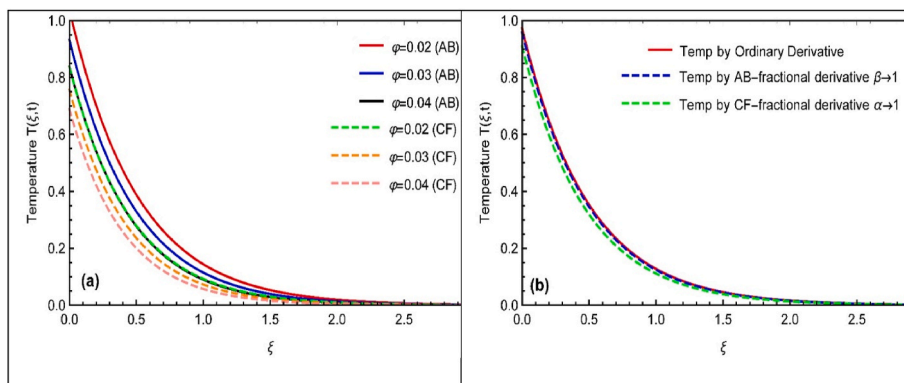 1.0
0.8
0.6
0.4
0.2
0.0
Temperature T(ξ,t)
φ=0.02 (AB)
φ=0.03 (AB)
φ=0.04 (AB)
φ=0.02 (CF)
φ=0.03 (CF)
φ=0.04 (CF)
(a)
0.0 0.5 1.0 1.5 2.0 2.5
ξ
1.0
0.8
0.6
0.4
0.2
0.0
Temperature T(ξ,t)
Temp by Ordinary Derivative
Temp by AB-fractional derivative β→1
Temp by CF-fractional derivative α→1
(b)
0.0 0.5 1.0 1.5 2.0 2.5
ξ